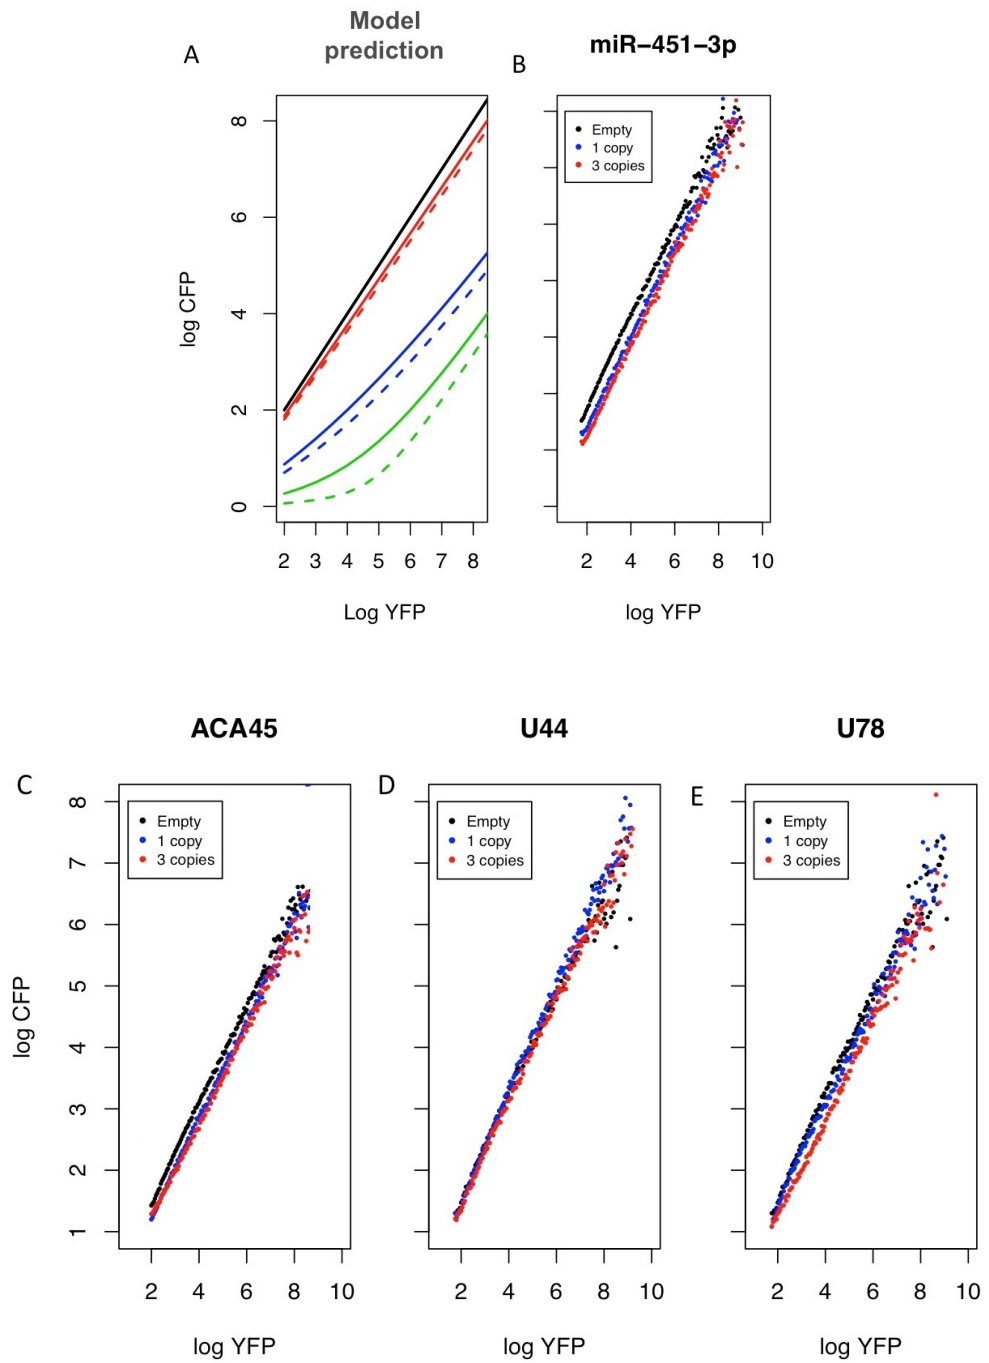 Model
prediction
A
miR−451−3p
B
Empty
1 copy
3 copies
8
6
4
2
0
log CFP
2 3 4 5 6 7 8
2 4 6 8 10
Log YFP
log YFP
ACA45
U44
U78
C
D
E
Empty
1 copy
3 copies
Empty
1 copy
3 copies
Empty
1 copy
3 copies
8
7
6
5
4
3
2
1
log CFP
2 4 6 8 10
2 4 6 8 10
2 4 6 8 10
log YFP
log YFP
log YFP